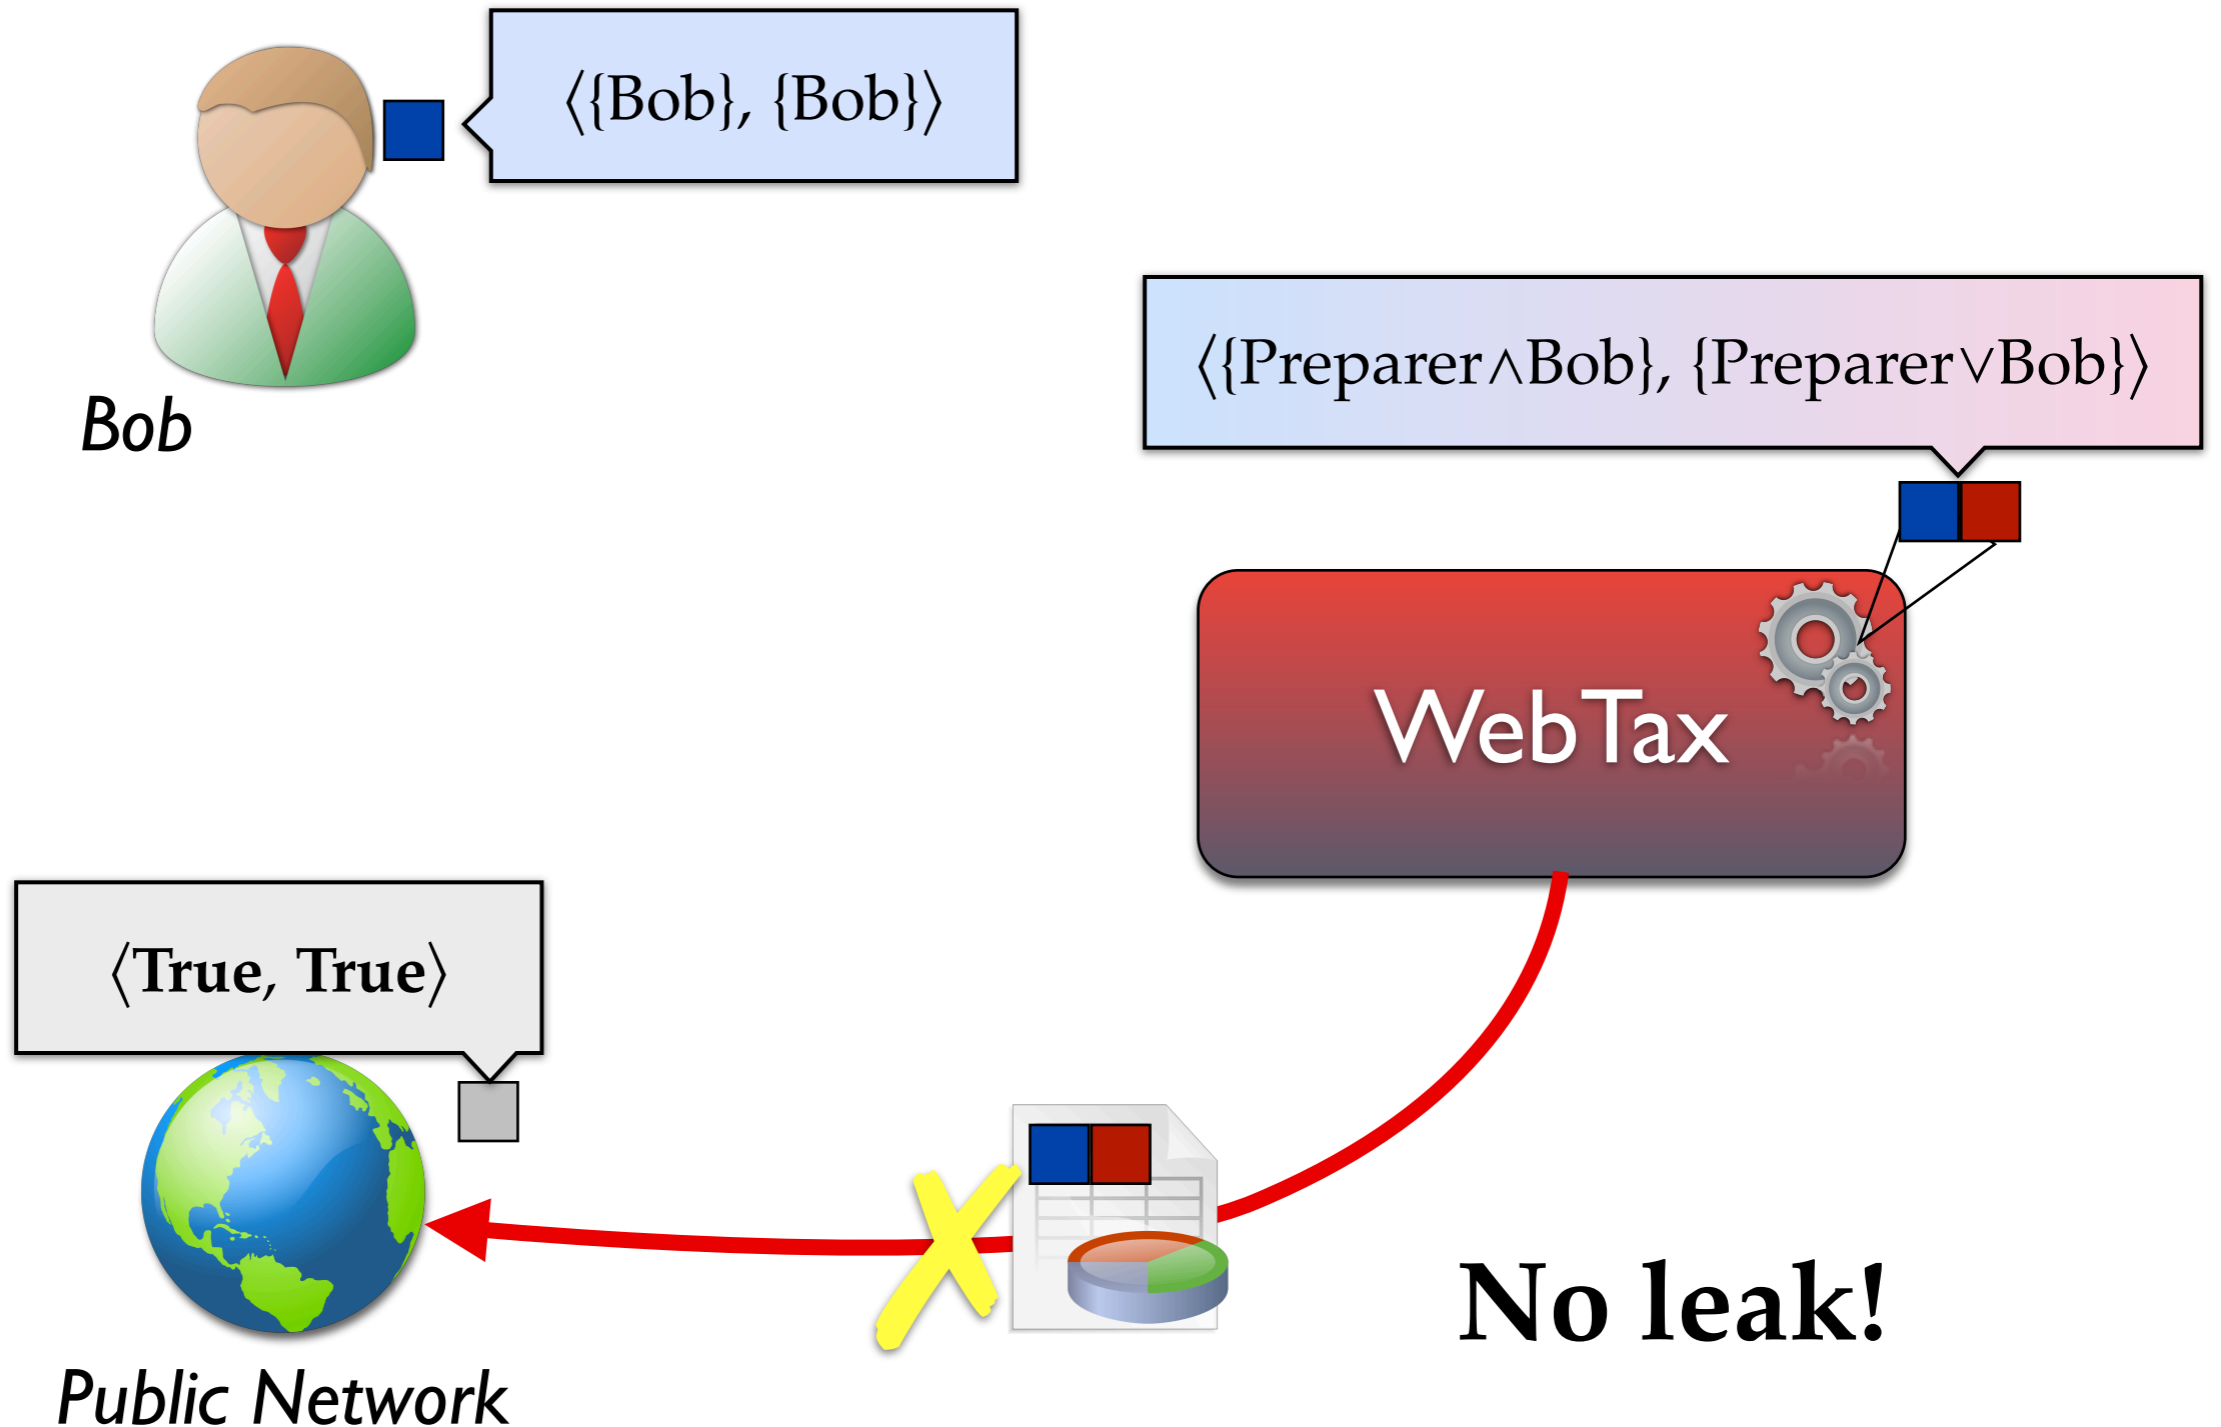 ⟨{Bob}, {Bob}⟩
Bob
⟨{Preparer∧Bob}, {Preparer∨Bob}⟩
WebTax
⟨True, True⟩
No leak!
Public Network